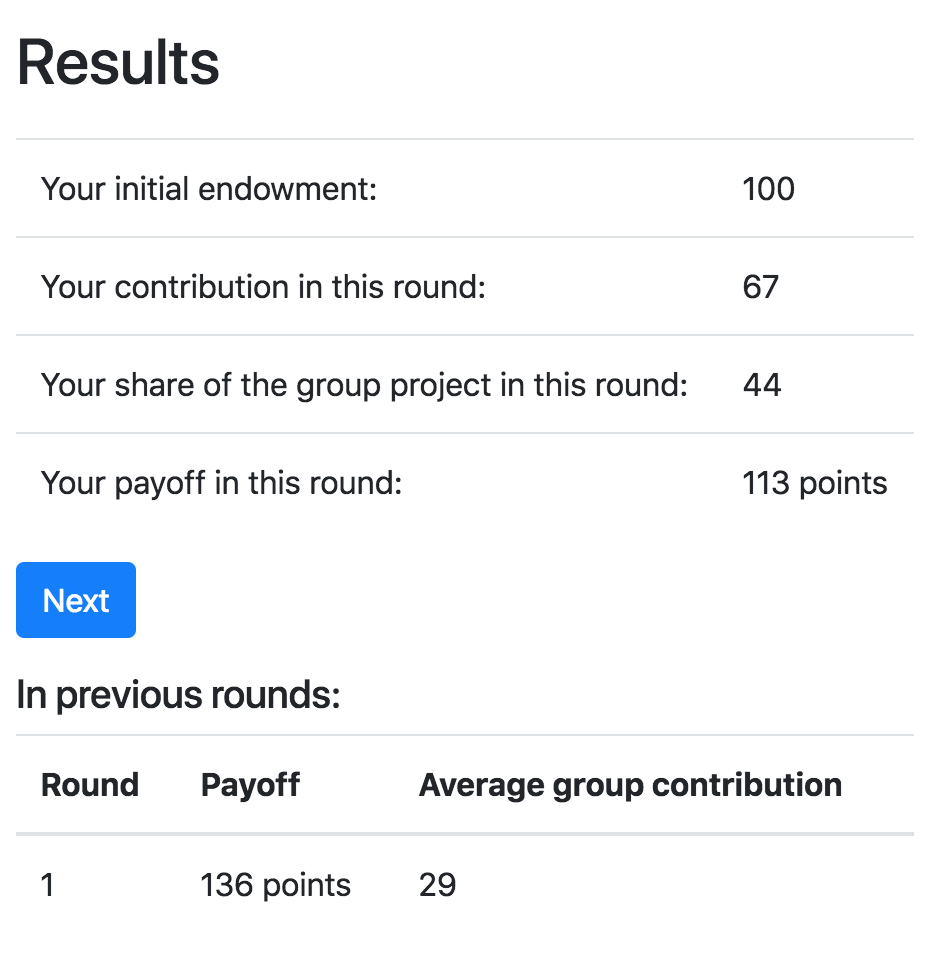 Results
Your initial endowment: 100
Your contribution in this round: 67
Your share of the group project in this round: 44
Your payoff in this round: 113 points
Next
In previous rounds:
Round Payoff Average group contribution
1 136 points 29